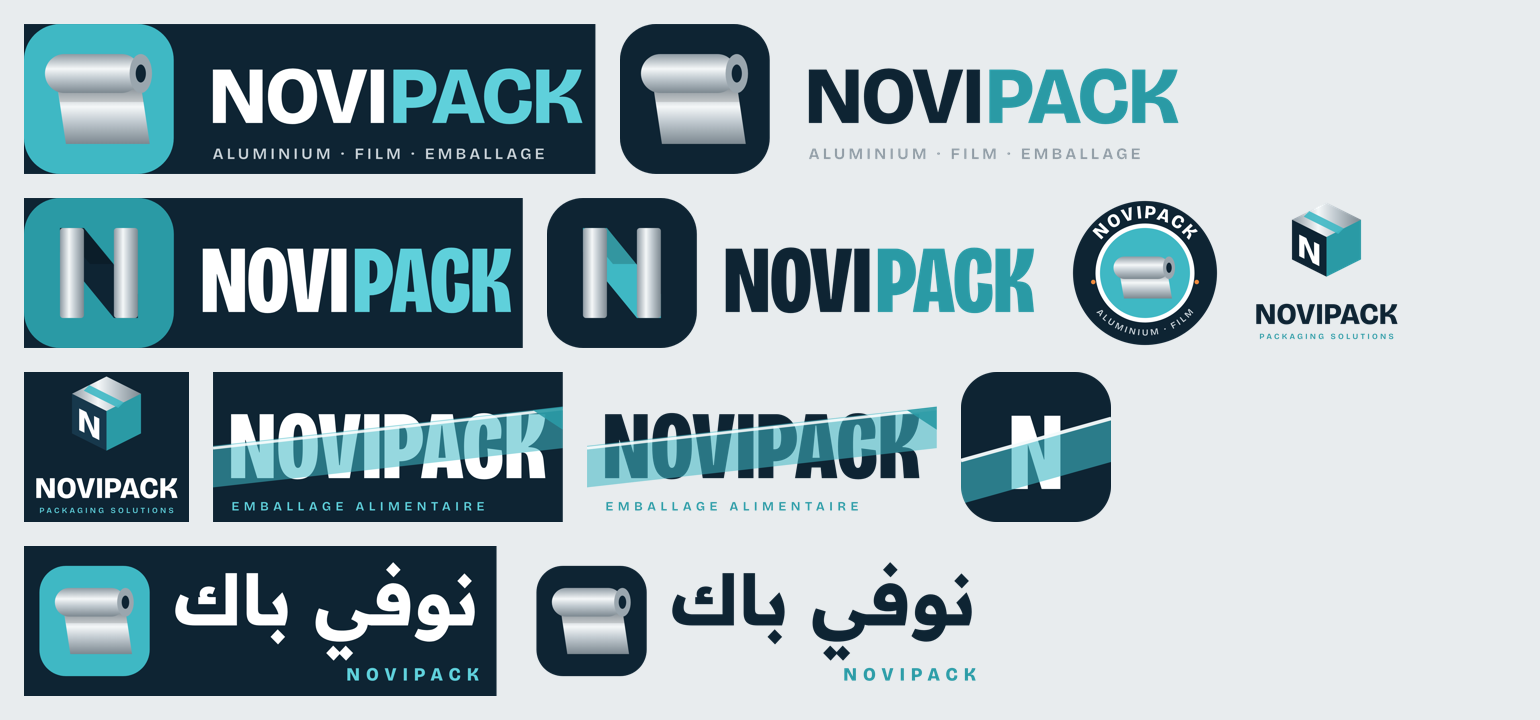 NOVIPACK
ALUMINIUM · FILM · EMBALLAGE
NOVIPACK
ALUMINIUM · FILM · EMBALLAGE
N
NOVIPACK
N
NOVIPACK
NOVIPACK
ALUMINIUM · FILM
N
NOVIPACK
PACKAGING SOLUTIONS
N
NOVIPACK
PACKAGING SOLUTIONS
NOVIPACK
EMBALLAGE ALIMENTAIRE
NOVIPACK
EMBALLAGE ALIMENTAIRE
N
نوفي باك
NOVIPACK
نوفي باك
NOVIPACK